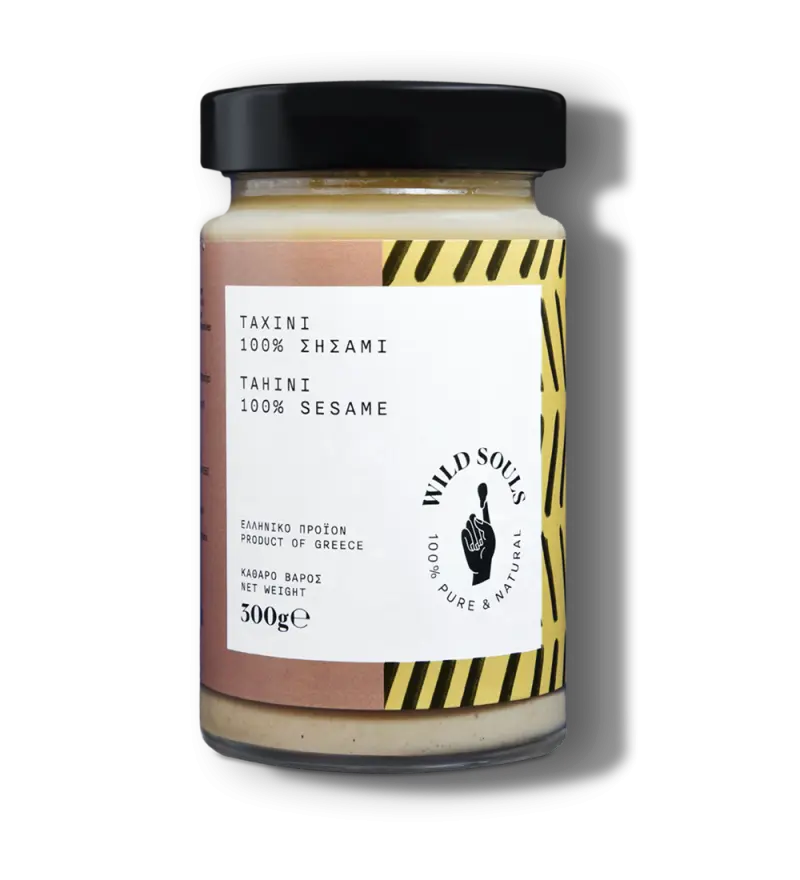 ΤΑΧΙΝΙ
100% ΣΗΣΑΜΙ
TAHINI
100% SESAME
WILD SOULS
100% PURE & NATURAL
ΕΛΛΗΝΙΚΟ ΠΡΟΪΟΝ
PRODUCT OF GREECE
ΚΑΘΑΡΟ ΒΑΡΟΣ
NET WEIGHT
300g℮